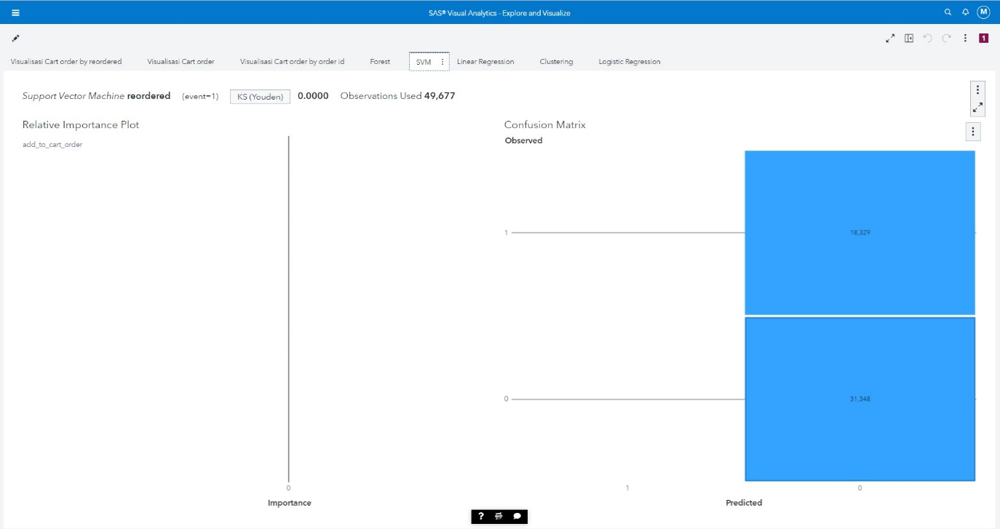 SAS® Visual Analytics - Explore and Visualize
M
1
Visualisasi Cart order by reordered
Visualisasi Cart order
Visualisasi Cart order by order id
Forest
SVM
Linear Regression
Clustering
Logistic Regression
Support Vector Machine reordered (event=1) KS (Youden) 0.0000 Observations Used 49,677
Relative Importance Plot
add_to_cart_order
0
Importance
Confusion Matrix
Observed
1
18,329
0
31,348
1
0
Predicted
?